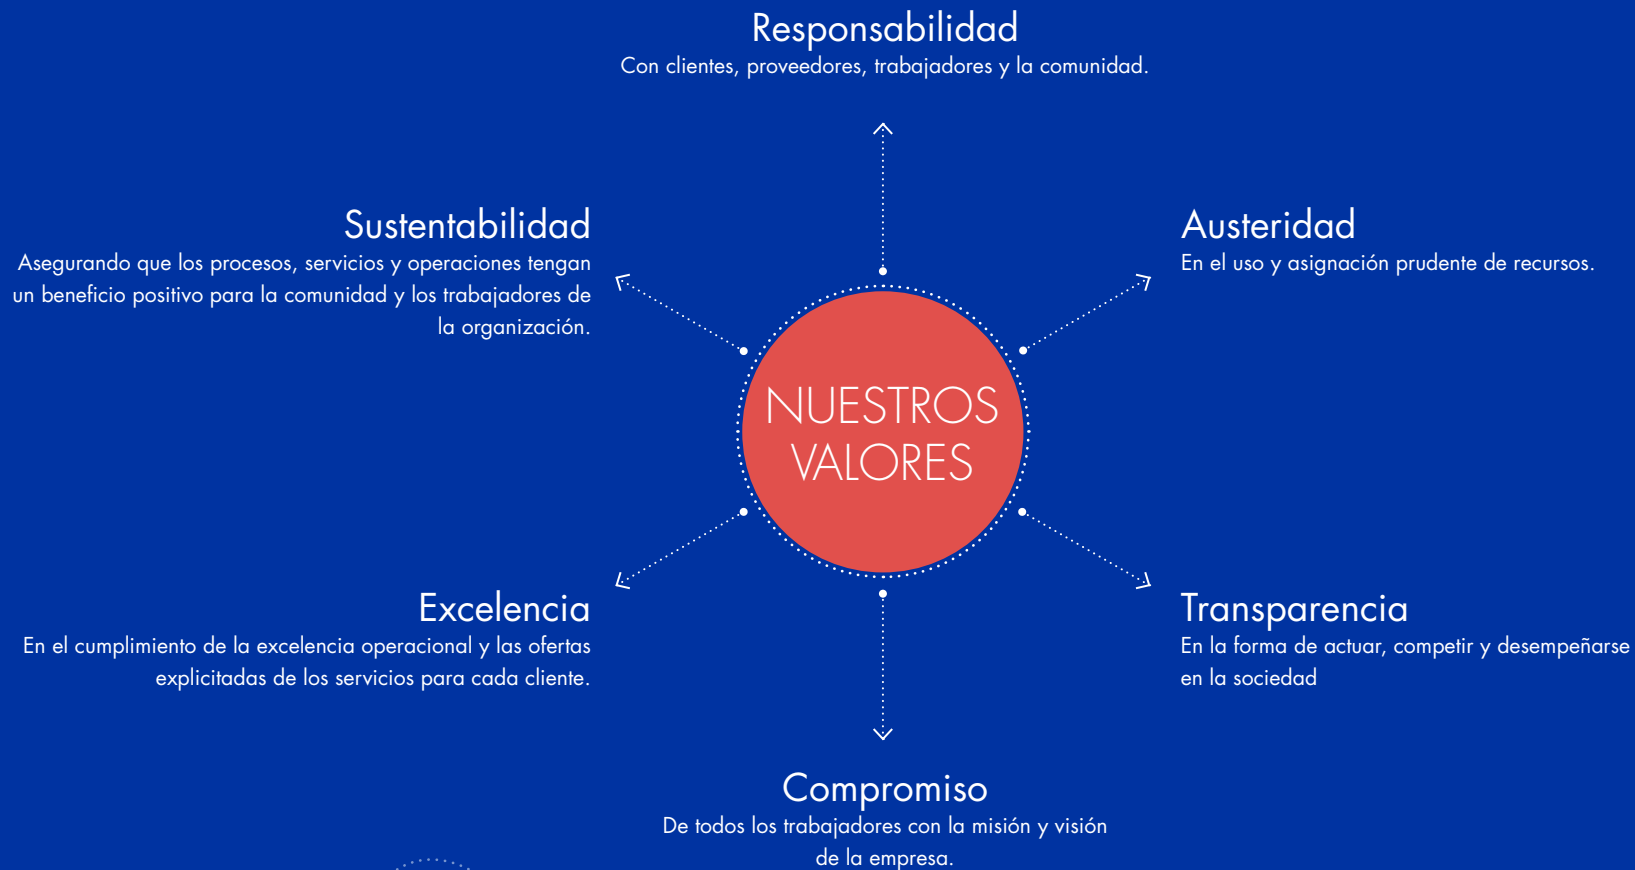 Responsabilidad
Con clientes, proveedores, trabajadores y la comunidad.
Sustentabilidad
Asegurando que los procesos, servicios y operaciones tengan
un beneficio positivo para la comunidad y los trabajadores de
la organización.
Austeridad
En el uso y asignación prudente de recursos.
NUESTROS
VALORES
Excelencia
En el cumplimiento de la excelencia operacional y las ofertas
explicitadas de los servicios para cada cliente.
Transparencia
En la forma de actuar, competir y desempeñarse
en la sociedad
Compromiso
De todos los trabajadores con la misión y visión
de la empresa.